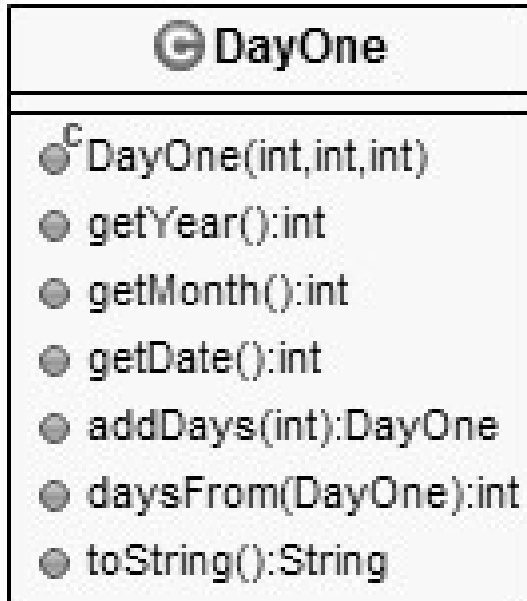 C DayOne
C DayOne(int,int,int)
getYear():int
getMonth():int
getDate():int
addDays(int):DayOne
daysFrom(DayOne):int
toString():String